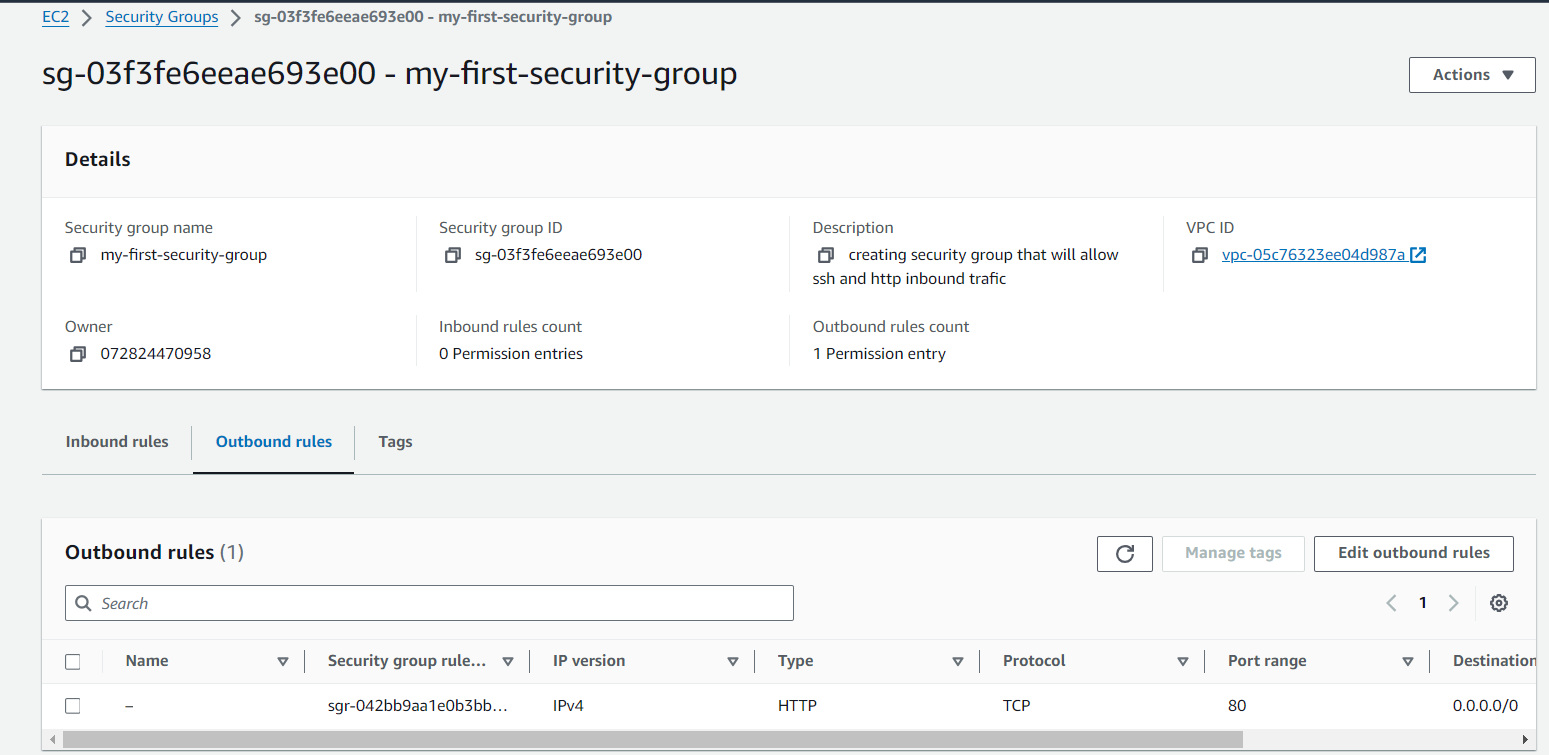 EC2 > Security Groups > sg-03f3fe6eeae693e00 - my-first-security-group
sg-03f3fe6eeae693e00 - my-first-security-group
Actions
Details
Security group name
my-first-security-group
Security group ID
sg-03f3fe6eeae693e00
Description
creating security group that will allow
ssh and http inbound trafic
VPC ID
vpc-05c76323ee04d987a
Owner
072824470958
Inbound rules count
0 Permission entries
Outbound rules count
1 Permission entry
Inbound rules
Outbound rules
Tags
Outbound rules (1)
Manage tags
Edit outbound rules
Search
1
Name
Security group rule...
IP version
Type
Protocol
Port range
Destination
–
sgr-042bb9aa1e0b3bb...
IPv4
HTTP
TCP
80
0.0.0.0/0